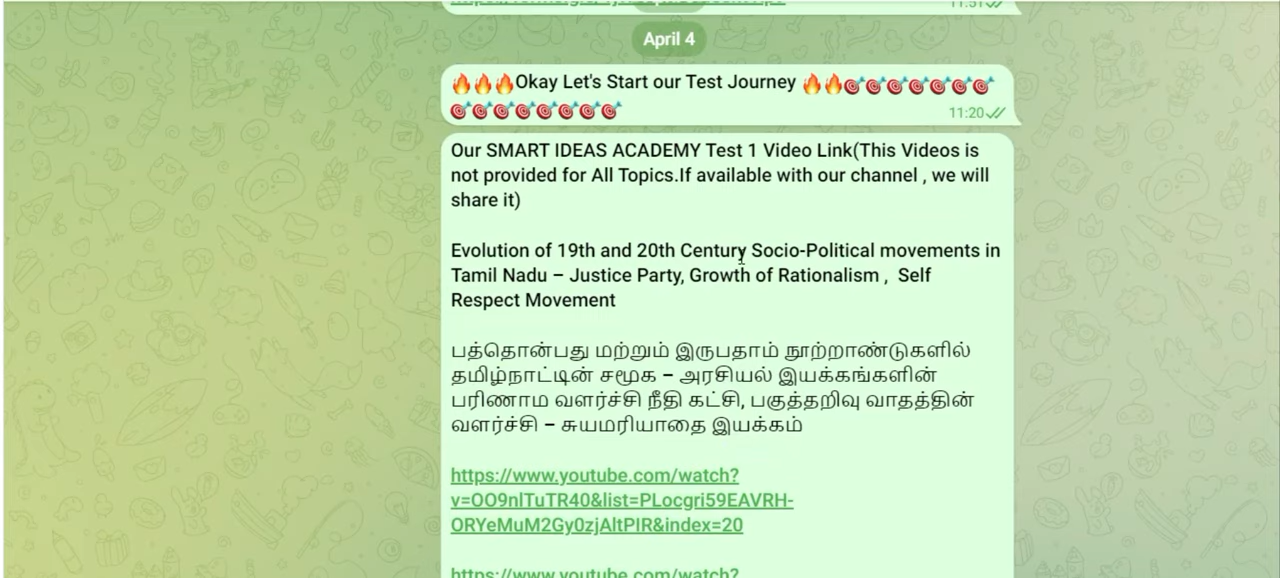 April 4
🔥🔥🔥Okay Let's Start our Test Journey 🔥🔥🎯🎯🎯🎯🎯🎯🎯
🎯🎯🎯🎯🎯🎯🎯🎯
11:20
Our SMART IDEAS ACADEMY Test 1 Video Link(This Videos is
not provided for All Topics.If available with our channel , we will
share it)
Evolution of 19th and 20th Century Socio-Political movements in
Tamil Nadu – Justice Party, Growth of Rationalism ,  Self
Respect Movement
பத்தொன்பது மற்றும் இருபதாம் நூற்றாண்டுகளில்
தமிழ்நாட்டின் சமூக – அரசியல் இயக்கங்களின்
பரிணாம வளர்ச்சி நீதி கட்சி, பகுத்தறிவு வாதத்தின்
வளர்ச்சி – சுயமரியாதை இயக்கம்
https://www.youtube.com/watch?
v=OO9nlTuTR40&list=PLocgri59EAVRH-
ORYeMuM2Gy0zjAltPIR&index=20
https://www.youtube.com/watch?